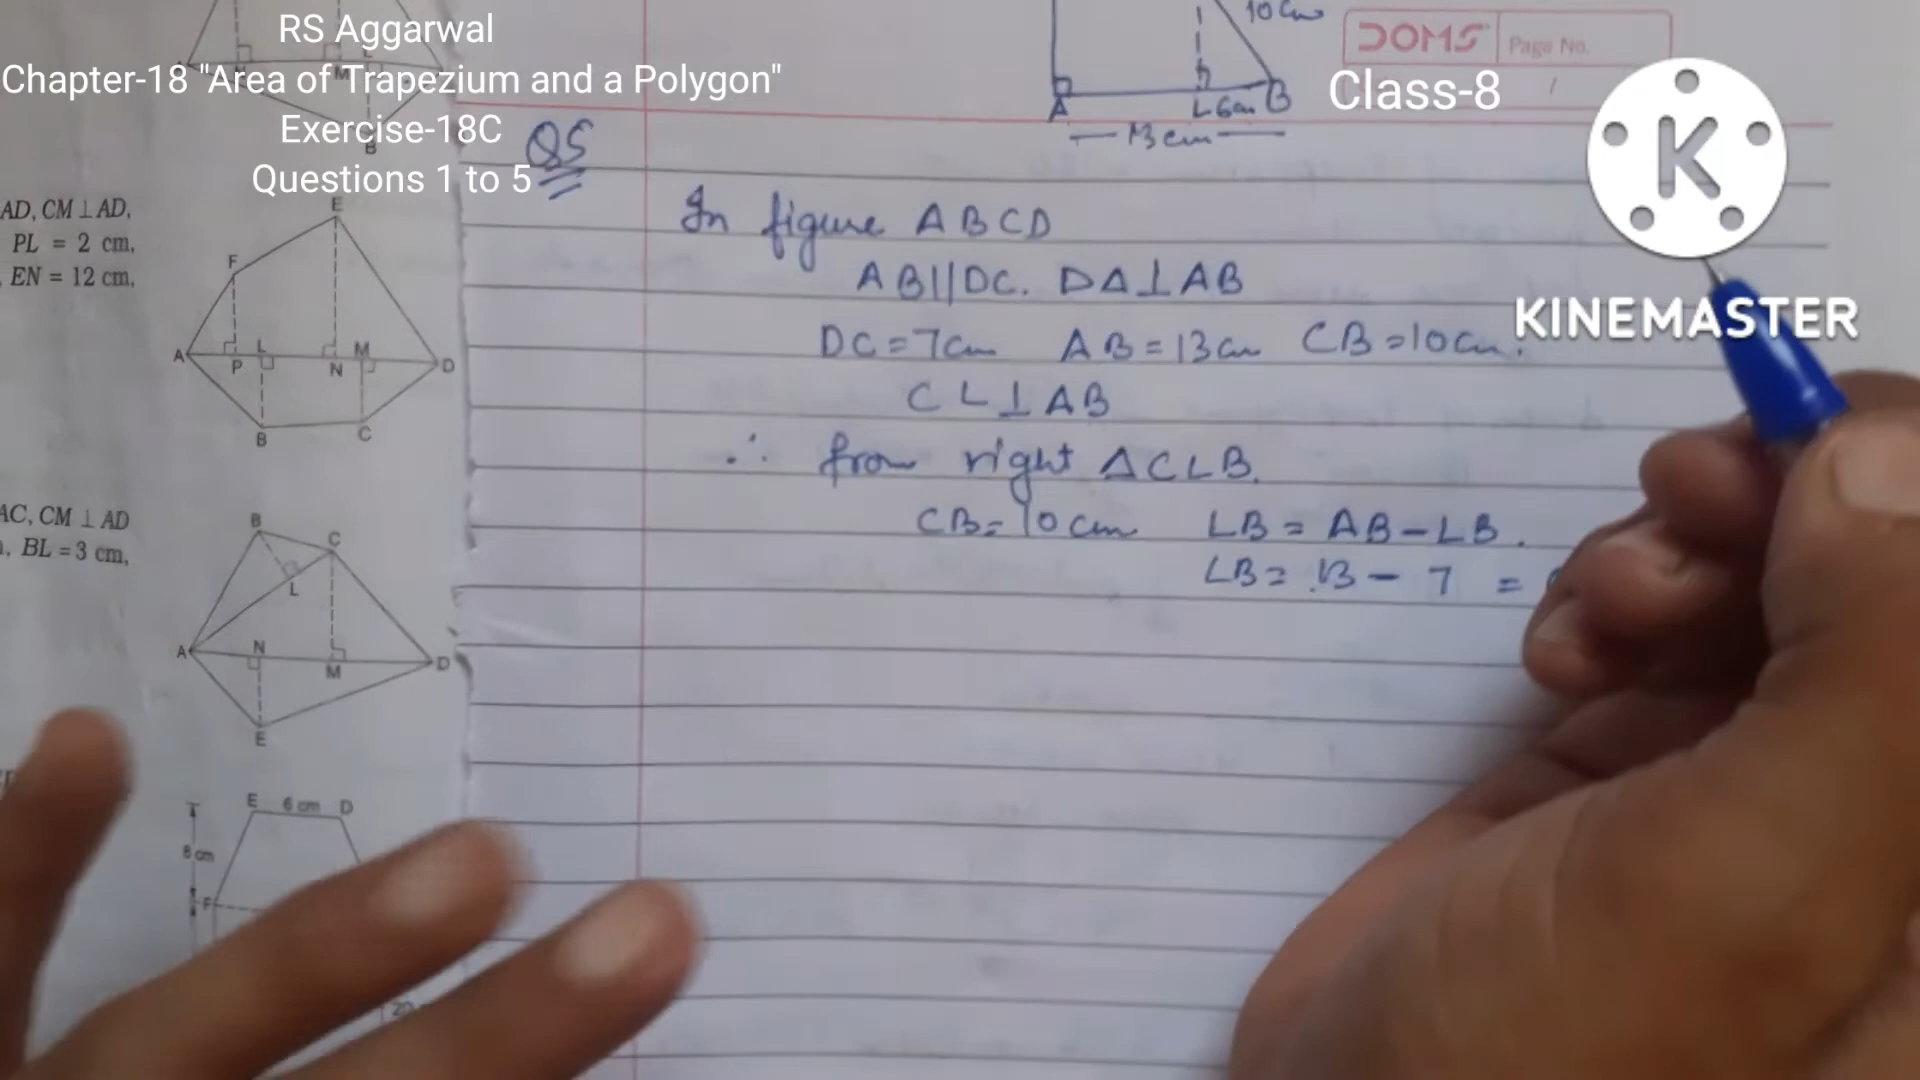 RS Aggarwal
Chapter-18 "Area of Trapezium and a Polygon"
Exercise-18C
Questions 1 to 5
Class-8
KINEMASTER
K
DOMS Page No.
10 cm
A L 6cm B
13 cm
Q5
In figure ABCD
AB||DC. DA⊥AB
DC=7cm AB=13cm CB=10cm.
CL⊥AB
∴ from right ΔCLB.
CB=10cm LB=AB-LB.
LB=13-7 =
M
B
AD, CM ⊥ AD,
PL = 2 cm,
EN = 12 cm,
E
F
A P L N M D
B C
AC, CM ⊥ AD
BL = 3 cm,
B C
L
A N M D
E
E 6 cm D
8 cm
F